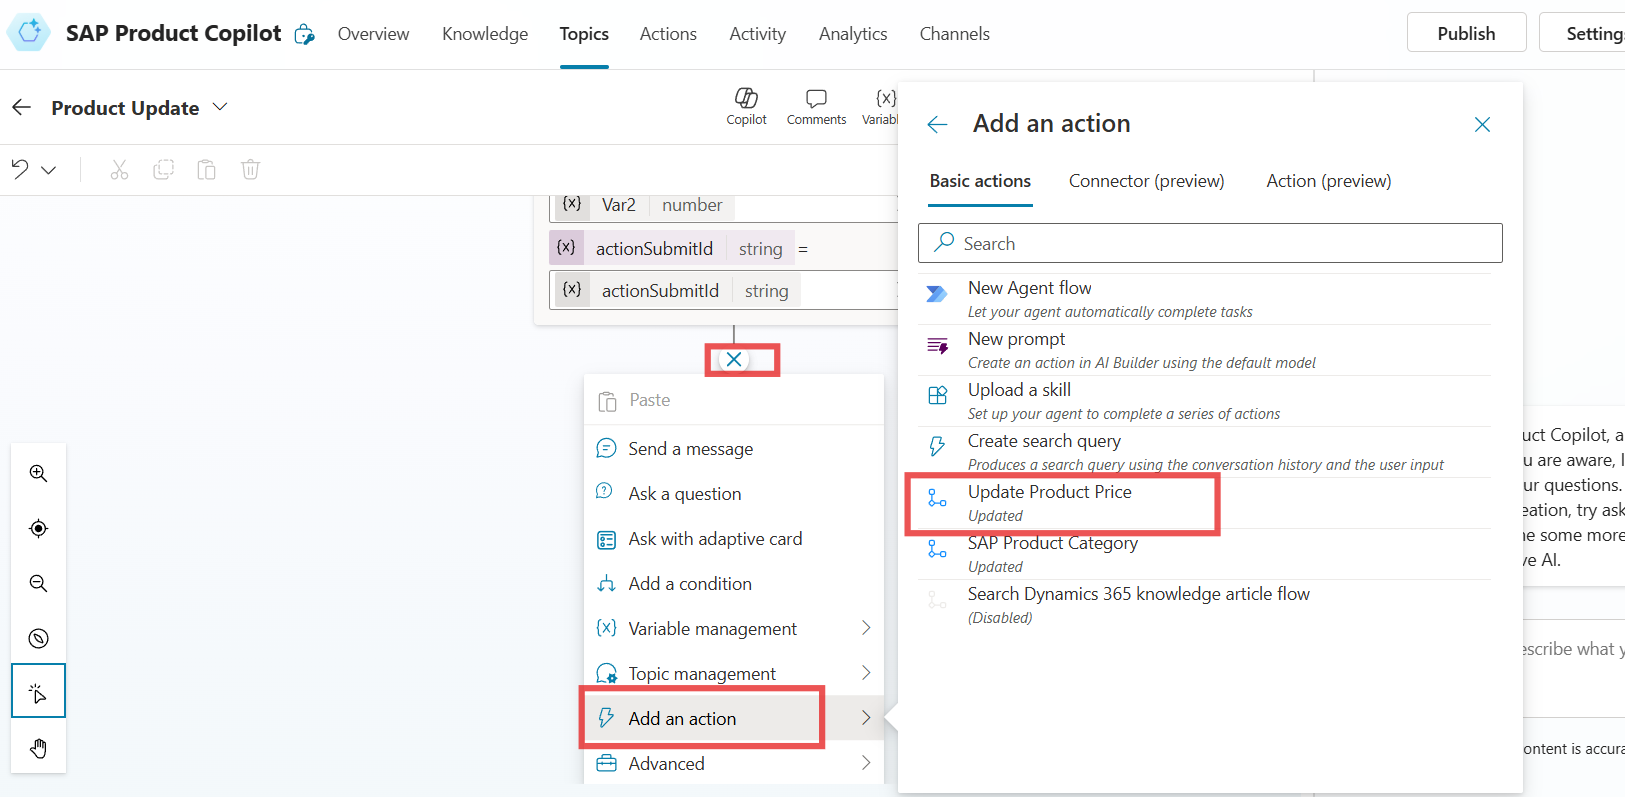 SAP Product Copilot
Overview
Knowledge
Topics
Actions
Activity
Analytics
Channels
Publish
Settings
Product Update
Copilot
Comments
Variabl
{x} Var2 number
{x} actionSubmitId string =
{x} actionSubmitId string
Paste
Send a message
Ask a question
Ask with adaptive card
Add a condition
Variable management
Topic management
Add an action
Advanced
Add an action
Basic actions
Connector (preview)
Action (preview)
Search
New Agent flow
Let your agent automatically complete tasks
New prompt
Create an action in AI Builder using the default model
Upload a skill
Set up your agent to complete a series of actions
Create search query
Produces a search query using the conversation history and the user input
Update Product Price
Updated
SAP Product Category
Updated
Search Dynamics 365 knowledge article flow
(Disabled)
uct Copilot, a
u are aware, I
ur questions.
eation, try ask
ne some more
ve AI.
escribe what y
ontent is accura